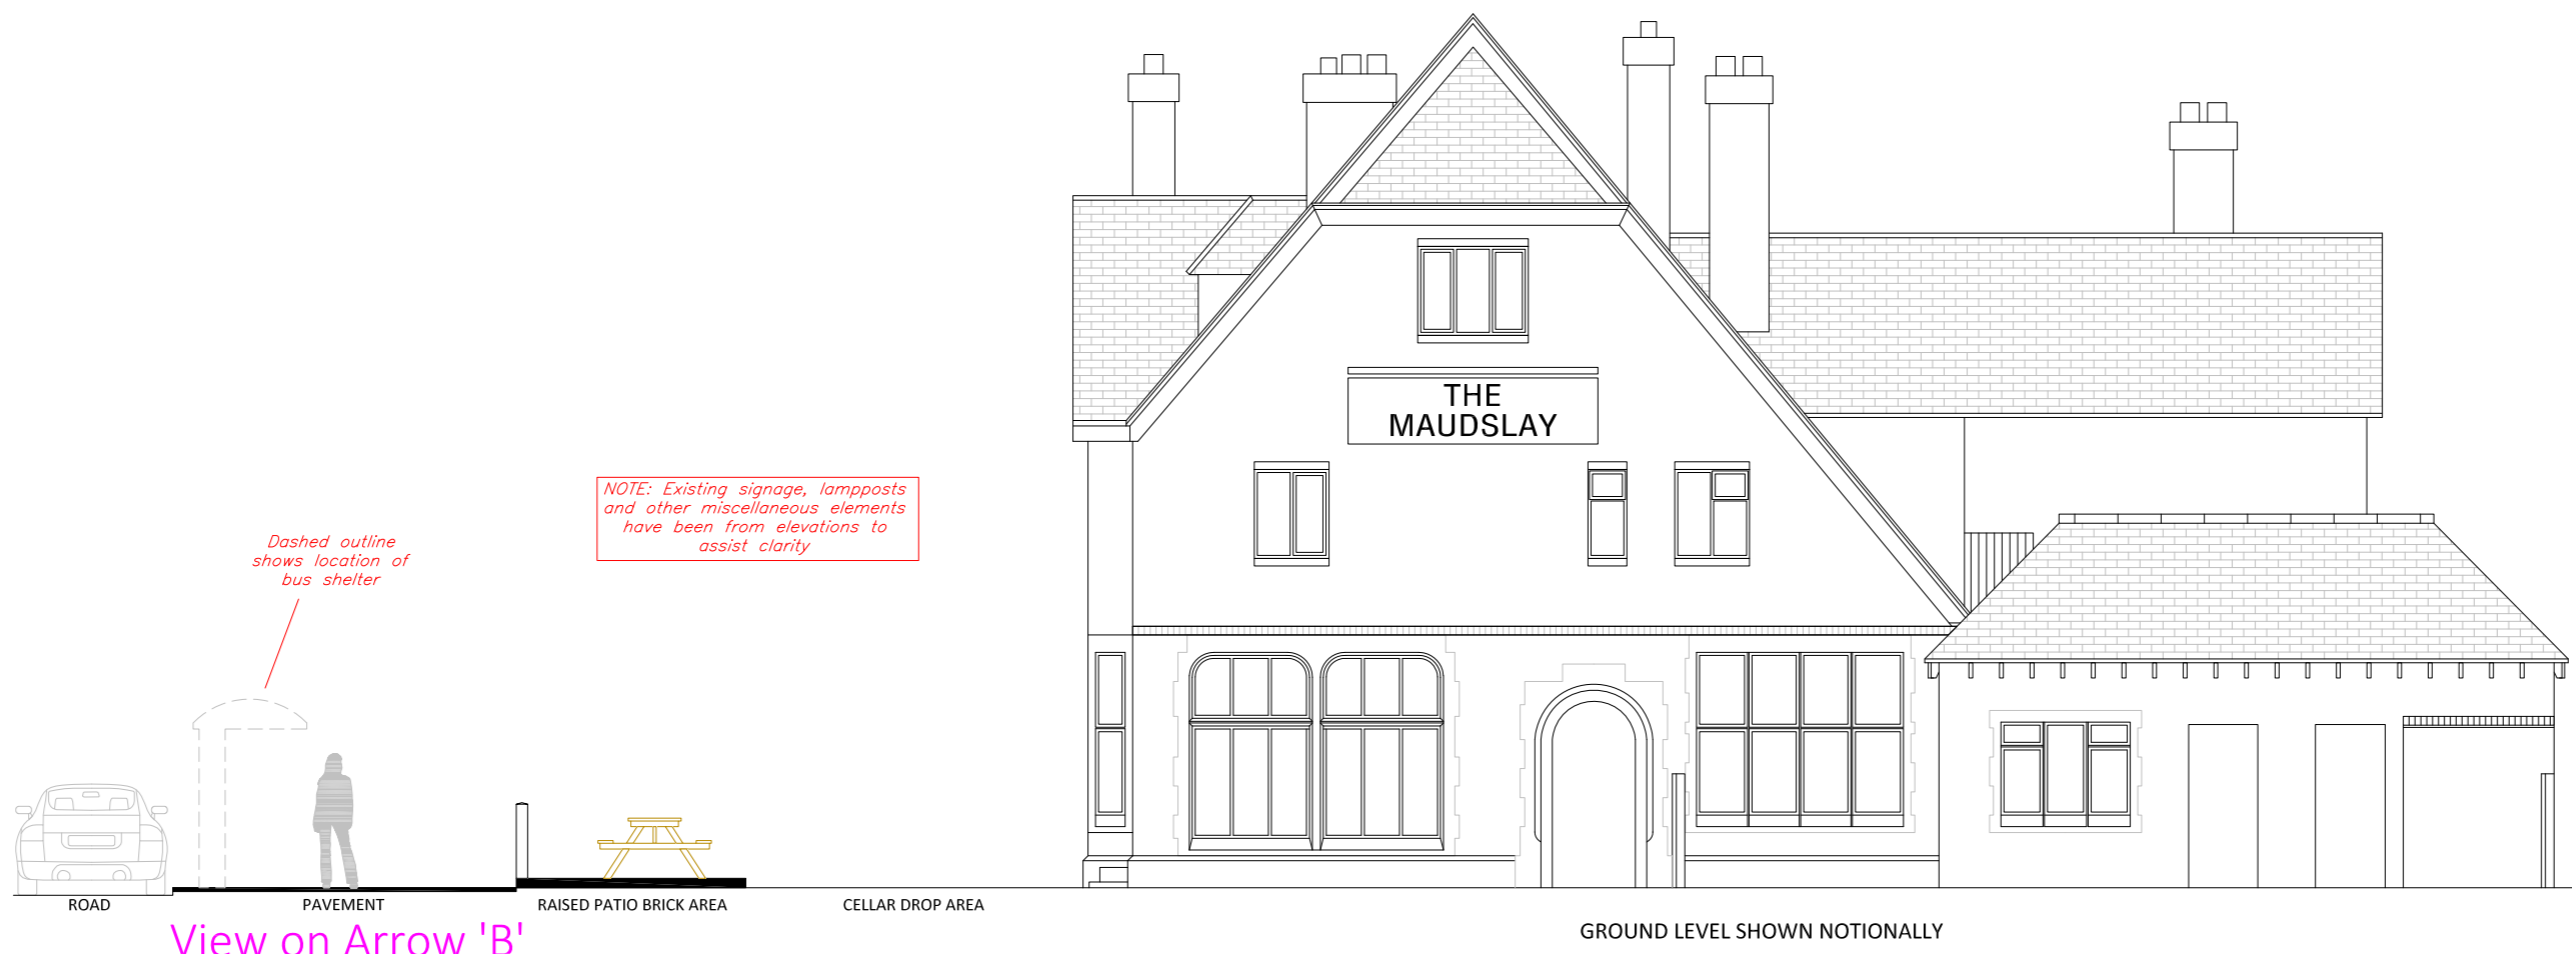 THE
MAUDSLAY
NOTE: Existing signage, lampposts
and other miscellaneous elements
have been from elevations to
assist clarity
Dashed outline
shows location of
bus shelter
ROAD
PAVEMENT
RAISED PATIO BRICK AREA
CELLAR DROP AREA
View on Arrow 'B'
GROUND LEVEL SHOWN NOTIONALLY